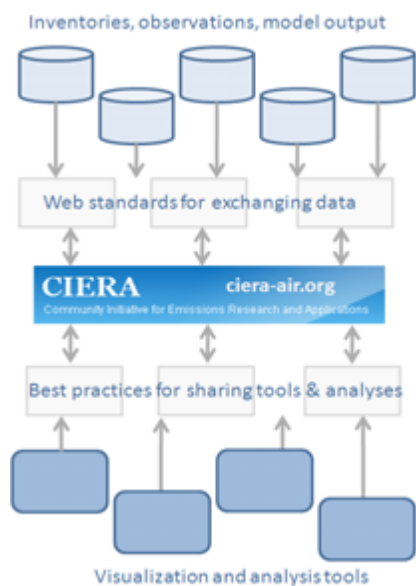 Inventories, observations, model output
Web standards for exchanging data
CIERA ciera-air.org
Community Initiative for Emissions Research and Applications
Best practices for sharing tools & analyses
Visualization and analysis tools